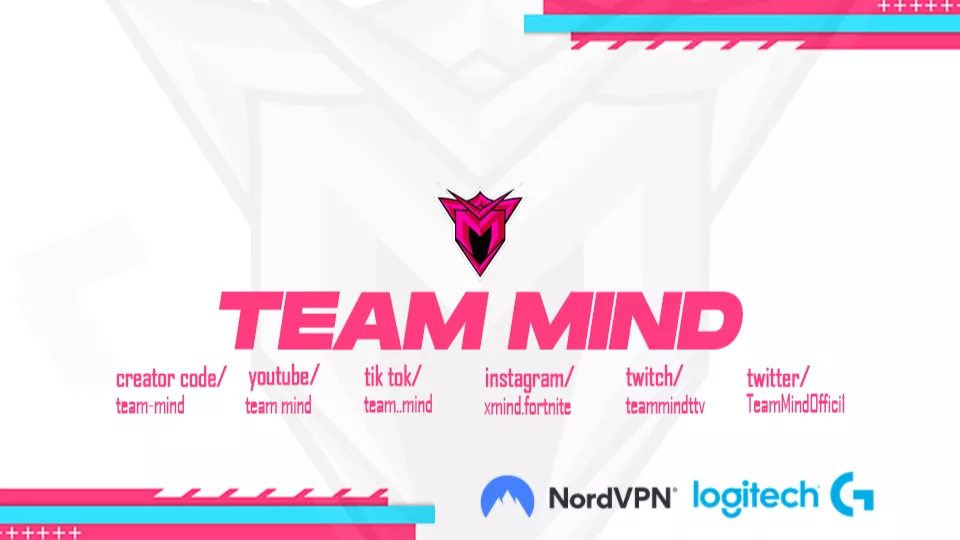 TEAM MIND
creator code/ youtube/ tik tok/ instagram/ twitch/ twitter/
team-mind team mind team..mind xmind.fortnite teammindttv TeamMindOfficil
NordVPN® logitech G